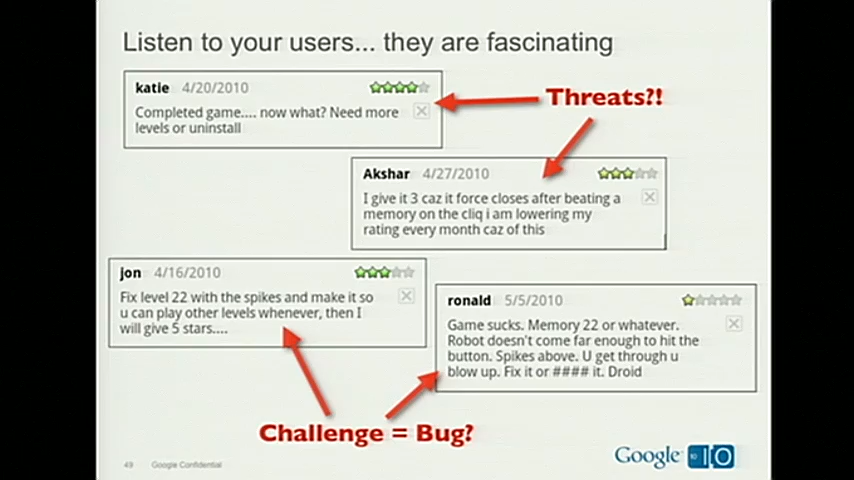 Listen to your users... they are fascinating
katie 4/20/2010
Completed game.... now what? Need more
levels or uninstall
Threats?!
Akshar 4/27/2010
I give it 3 caz it force closes after beating a
memory on the cliq i am lowering my
rating every month caz of this
jon 4/16/2010
Fix level 22 with the spikes and make it so
u can play other levels whenever, then I
will give 5 stars....
ronald 5/5/2010
Game sucks. Memory 22 or whatever.
Robot doesn't come far enough to hit the
button. Spikes above. U get through u
blow up. Fix it or #### it. Droid
Challenge = Bug?
49 Google Confidential
Google 10 IO